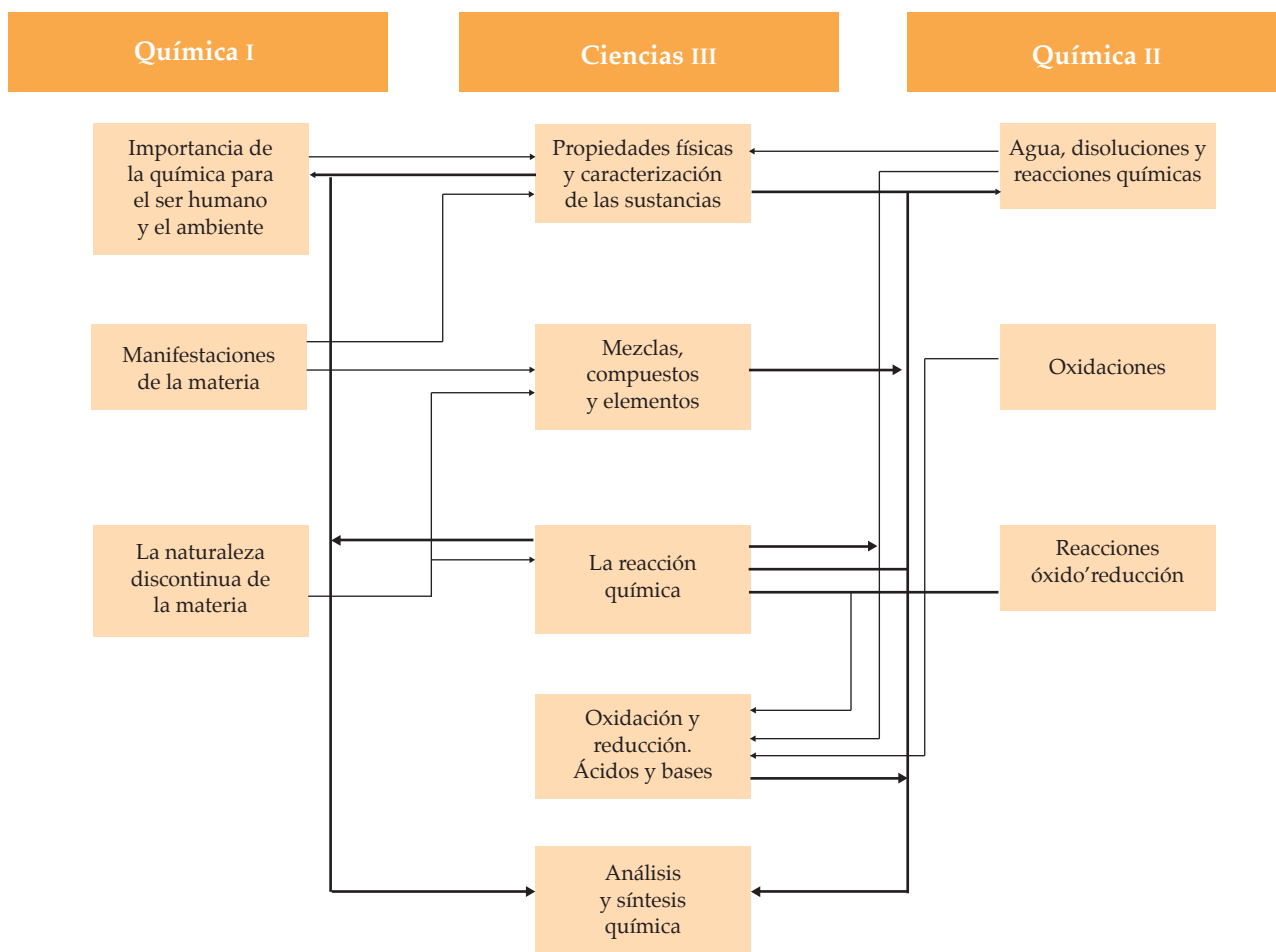 Química I
Ciencias III
Química II
Importancia de
la química para
el ser humano
y el ambiente
Propiedades físicas
y caracterización
de las sustancias
Agua, disoluciones y
reacciones químicas
Manifestaciones
de la materia
Mezclas,
compuestos
y elementos
Oxidaciones
La naturaleza
discontinua de
la materia
La reacción
química
Reacciones
óxido’reducción
Oxidación y
reducción.
Ácidos y bases
Análisis
y síntesis
química